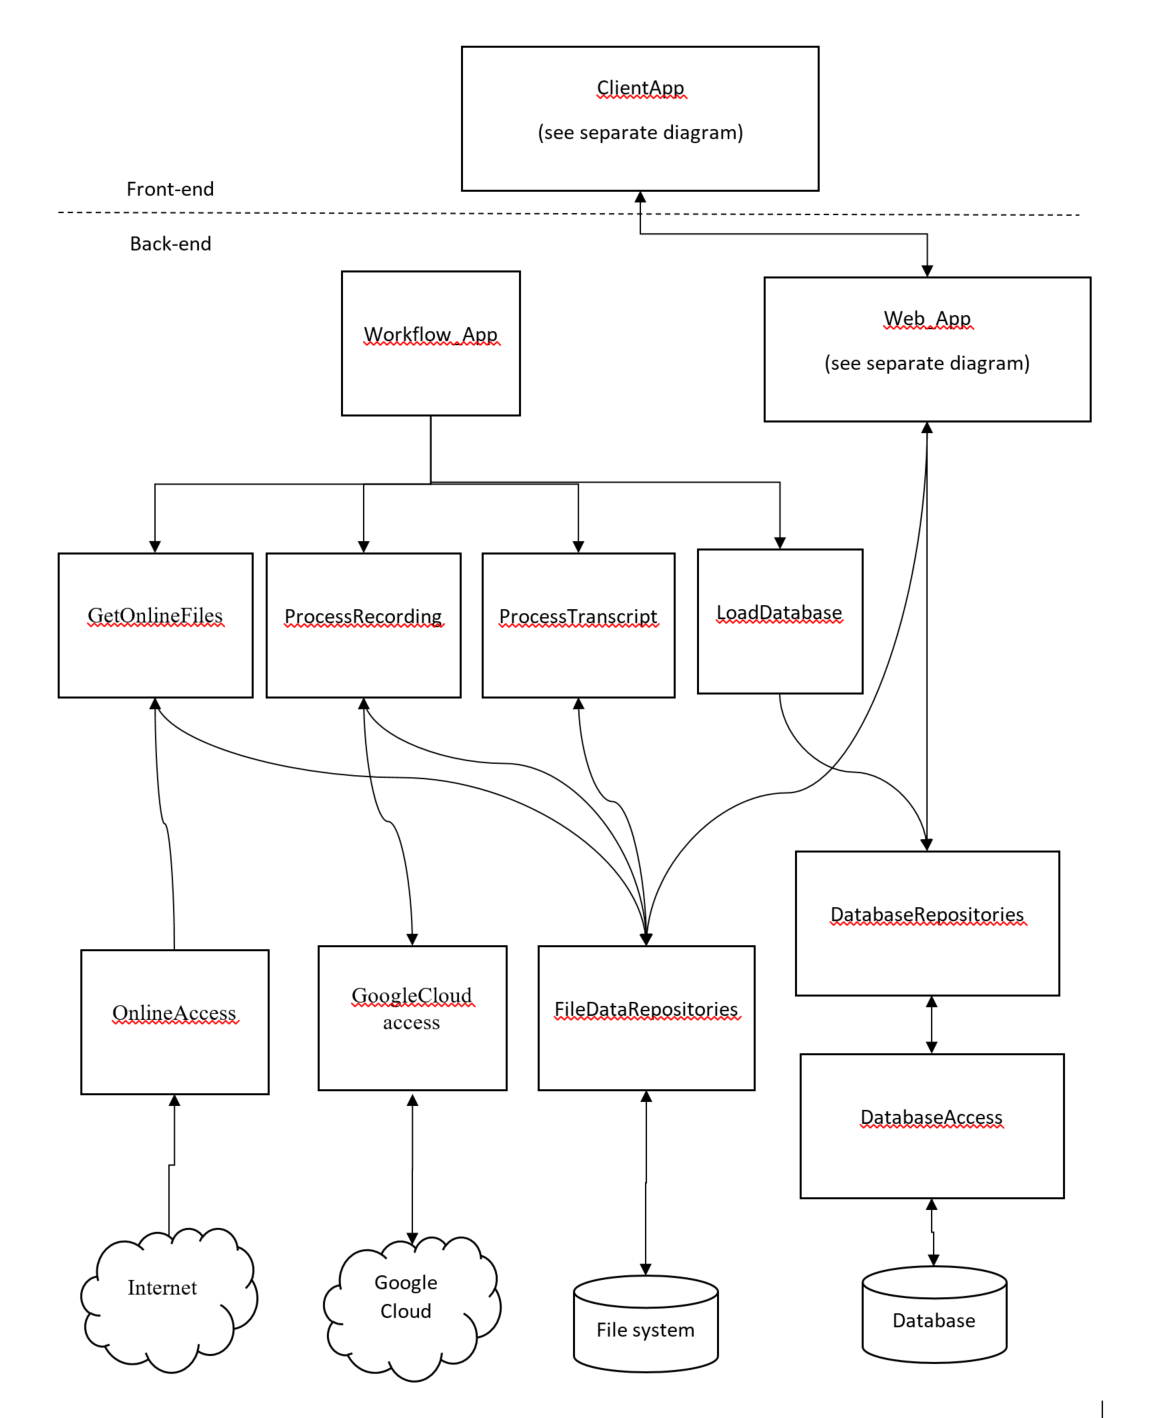 ClientApp
(see separate diagram)
Front-end
Back-end
Workflow_App
Web_App
(see separate diagram)
GetOnlineFiles
ProcessRecording
ProcessTranscript
LoadDatabase
DatabaseRepositories
OnlineAccess
GoogleCloud
access
FileDataRepositories
DatabaseAccess
Internet
Google
Cloud
File system
Database